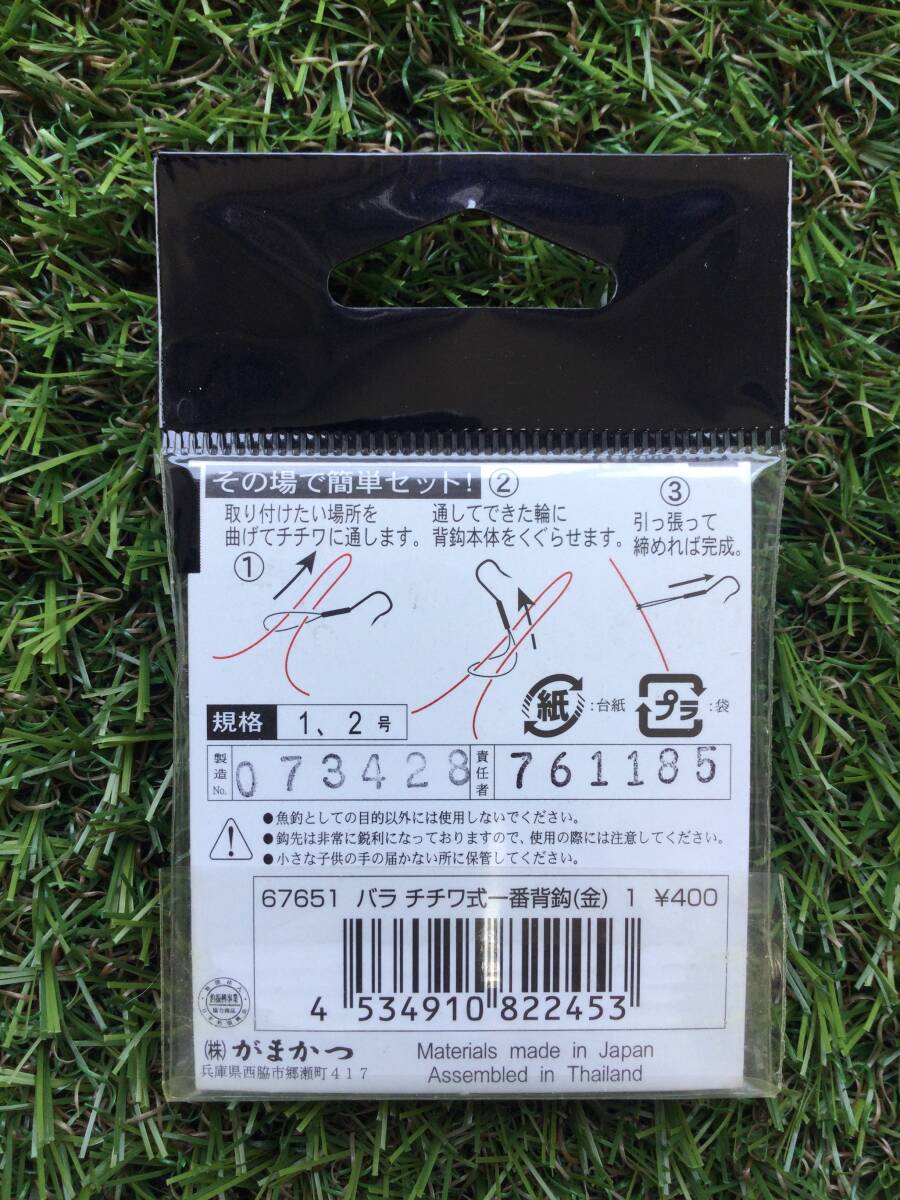 その場で簡単セット!
①
取り付けたい場所を
曲げてチチワに通します。
②
通してできた輪に
背鈎本体をくぐらせます。
③
引っ張って
締めれば完成。
紙
:台紙
プラ
:袋
規格 1、2号
製造No. 073428 責任者 761185
●魚釣としての目的以外には使用しないでください。
●鈎先は非常に鋭利になっておりますので、使用の際には注意してください。
●小さな子供の手の届かない所に保管してください。
67651 バラ チチワ式一番背鈎(金) 1 ¥400
4 534910 822453
協力商品
(株)がまかつ
兵庫県西脇市郷瀬町417
Materials made in Japan
Assembled in Thailand